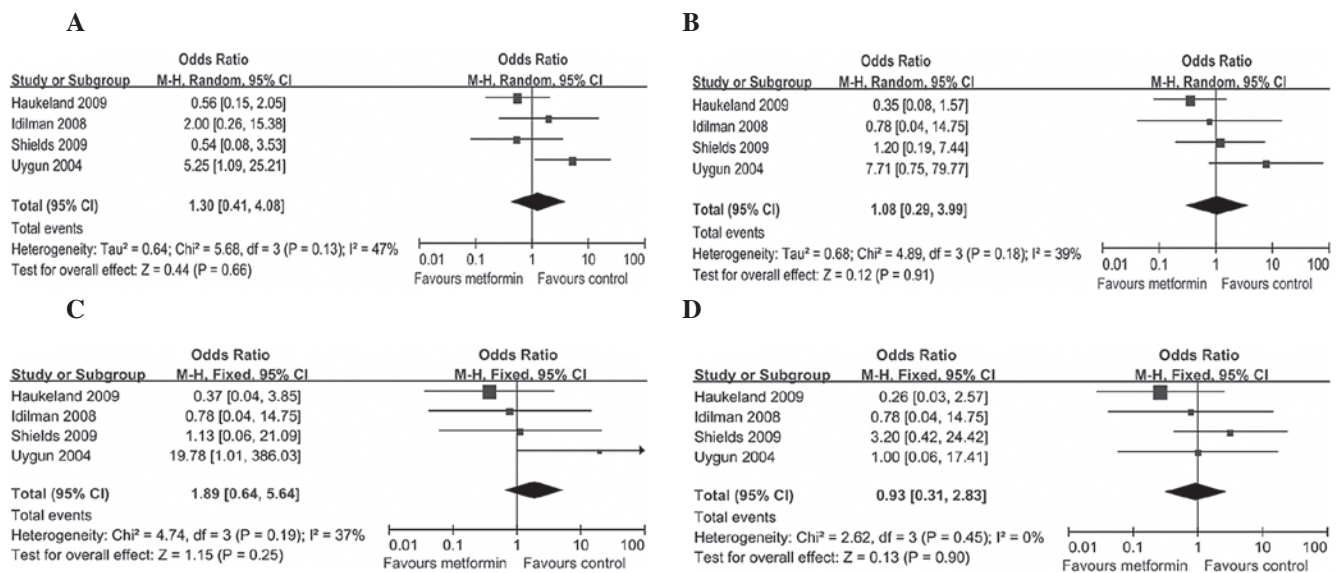 A
Odds Ratio
Odds Ratio
Study or Subgroup M-H, Random, 95% CI M-H, Random, 95% CI
Haukeland 2009 0.56 [0.15, 2.05]
Idilman 2008 2.00 [0.26, 15.38]
Shields 2009 0.54 [0.08, 3.53]
Uygun 2004 5.25 [1.09, 25.21]
Total (95% CI) 1.30 [0.41, 4.08]
Total events
Heterogeneity: Tau² = 0.64; Chi² = 5.68, df = 3 (P = 0.13); I² = 47%
Test for overall effect: Z = 0.44 (P = 0.66)
0.01 0.1 1 10 100
Favours metformin Favours control
B
Odds Ratio
Odds Ratio
Study or Subgroup M-H, Random, 95% CI M-H, Random, 95% CI
Haukeland 2009 0.35 [0.08, 1.57]
Idilman 2008 0.78 [0.04, 14.75]
Shields 2009 1.20 [0.19, 7.44]
Uygun 2004 7.71 [0.75, 79.77]
Total (95% CI) 1.08 [0.29, 3.99]
Total events
Heterogeneity: Tau² = 0.68; Chi² = 4.89, df = 3 (P = 0.18); I² = 39%
Test for overall effect: Z = 0.12 (P = 0.91)
0.01 0.1 1 10 100
Favours metformin Favours control
C
Odds Ratio
Odds Ratio
Study or Subgroup M-H, Fixed, 95% CI M-H, Fixed, 95% CI
Haukeland 2009 0.37 [0.04, 3.85]
Idilman 2008 0.78 [0.04, 14.75]
Shields 2009 1.13 [0.06, 21.09]
Uygun 2004 19.78 [1.01, 386.03]
Total (95% CI) 1.89 [0.64, 5.64]
Total events
Heterogeneity: Chi² = 4.74, df = 3 (P = 0.19); I² = 37%
Test for overall effect: Z = 1.15 (P = 0.25)
0.01 0.1 1 10 100
Favours metformin Favours control
D
Odds Ratio
Odds Ratio
Study or Subgroup M-H, Fixed, 95% CI M-H, Fixed, 95% CI
Haukeland 2009 0.26 [0.03, 2.57]
Idilman 2008 0.78 [0.04, 14.75]
Shields 2009 3.20 [0.42, 24.42]
Uygun 2004 1.00 [0.06, 17.41]
Total (95% CI) 0.93 [0.31, 2.83]
Total events
Heterogeneity: Chi² = 2.62, df = 3 (P = 0.45); I² = 0%
Test for overall effect: Z = 0.13 (P = 0.90)
0.01 0.1 1 10 100
Favours metformin Favours control